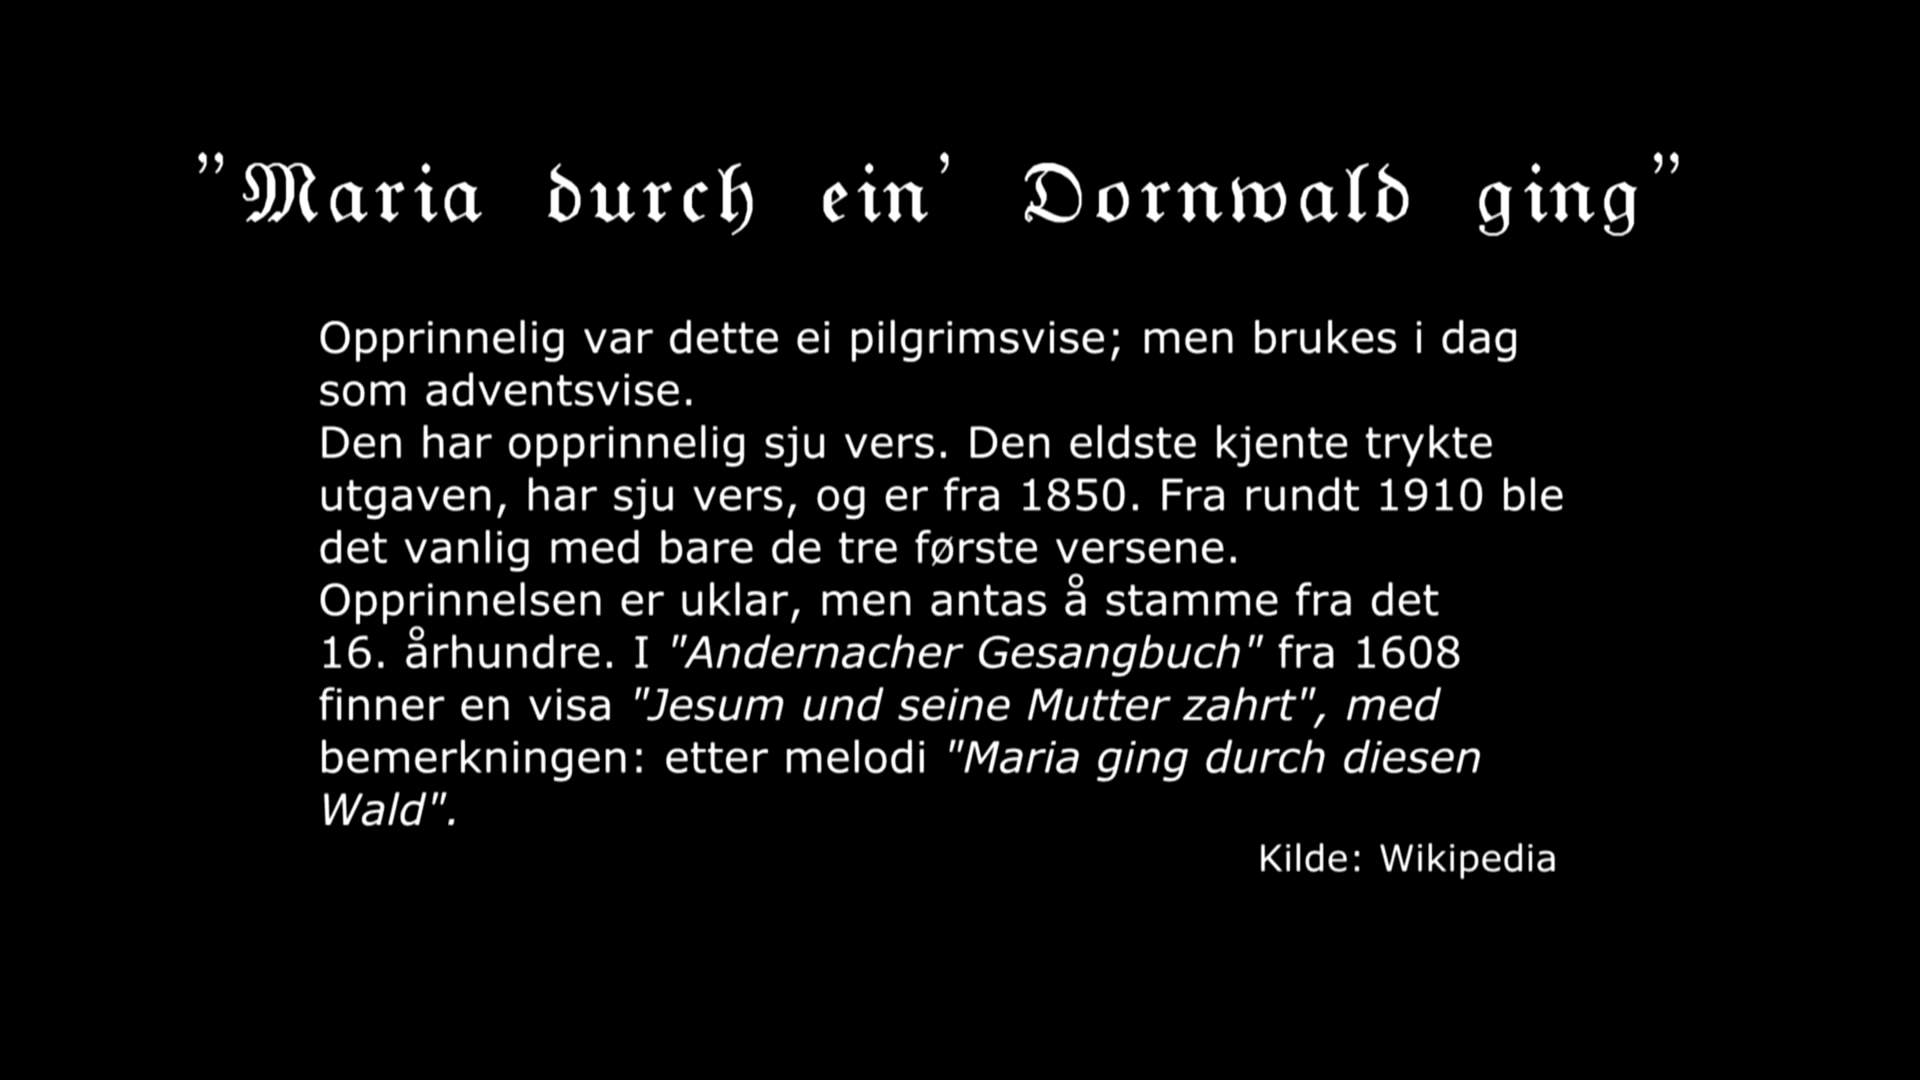 "Maria durch ein' Dornwald ging"
Opprinnelig var dette ei pilgrimsvise; men brukes i dag
som adventsvise.
Den har opprinnelig sju vers. Den eldste kjente trykte
utgaven, har sju vers, og er fra 1850. Fra rundt 1910 ble
det vanlig med bare de tre første versene.
Opprinnelsen er uklar, men antas å stamme fra det
16. århundre. I "Andernacher Gesangbuch" fra 1608
finner en visa "Jesum und seine Mutter zahrt", med
bemerkningen: etter melodi "Maria ging durch diesen
Wald".
Kilde: Wikipedia